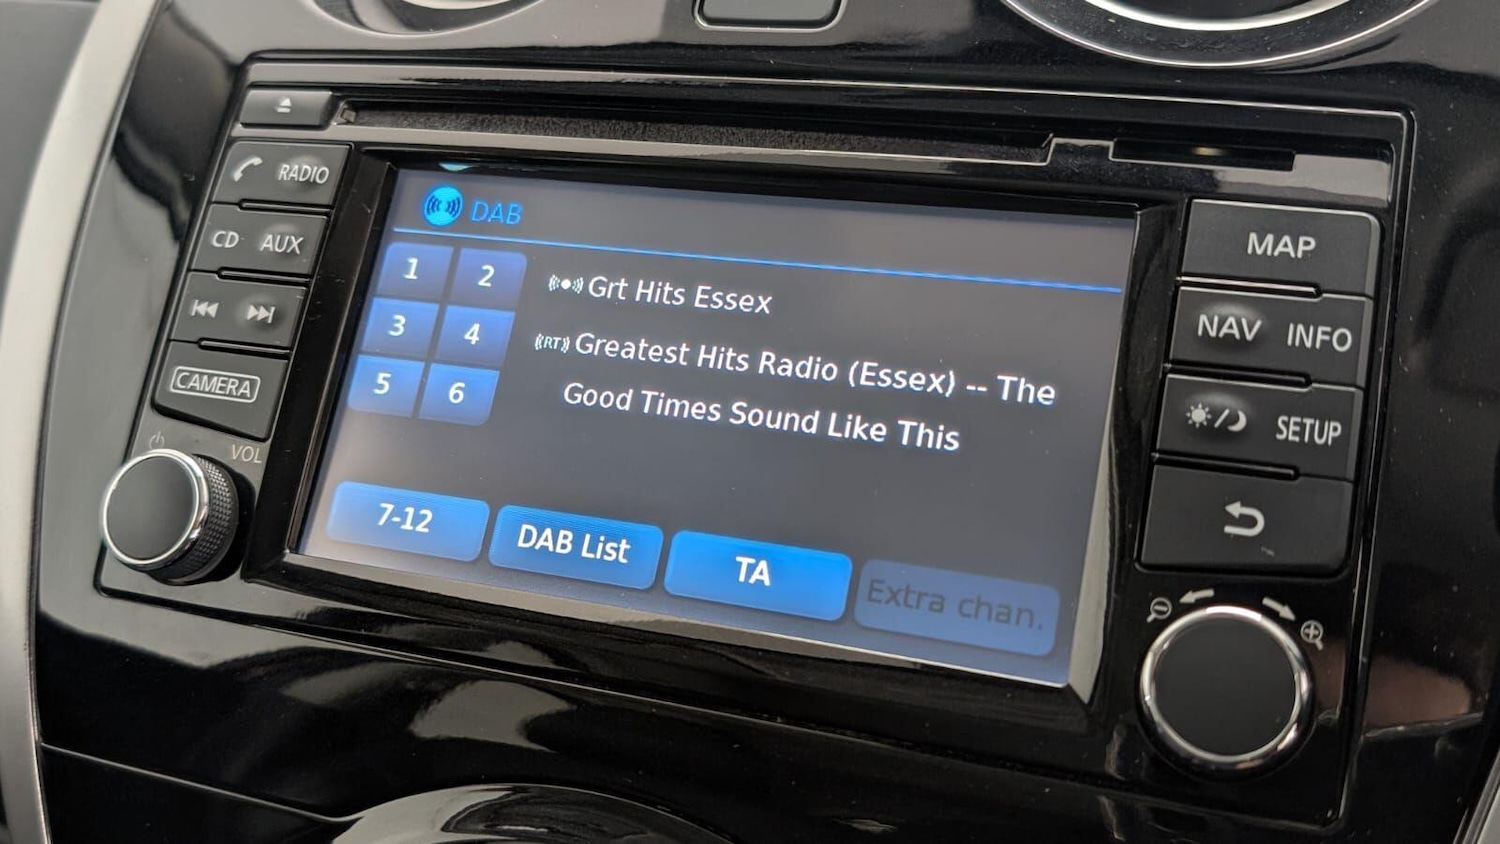 RADIO
CD AUX
CAMERA
VOL
DAB
1 2
3 4
5 6
Grt Hits Essex
RT
Greatest Hits Radio (Essex) -- The
Good Times Sound Like This
7-12
DAB List
TA
Extra chan.
MAP
NAV INFO
SETUP